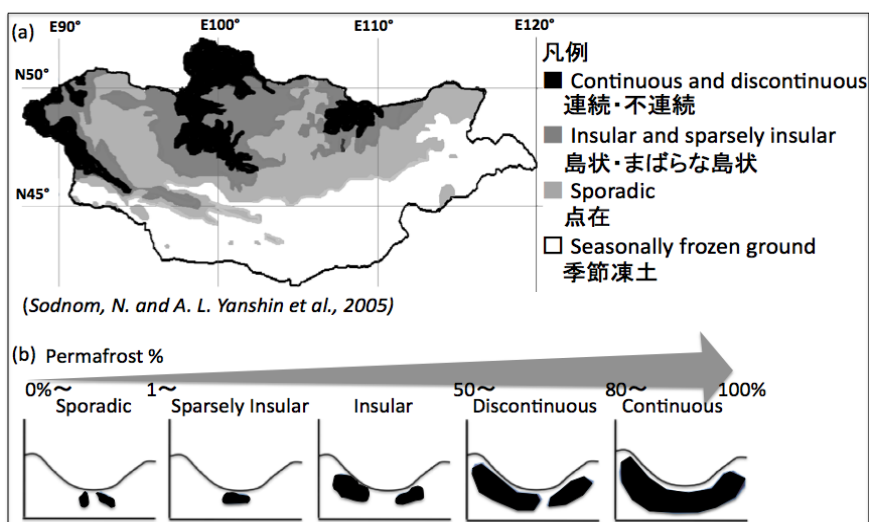 (a)
E90° E100° E110° E120°
N50°
N45°
凡例
Continuous and discontinuous
連続・不連続
Insular and sparsely insular
島状・まばらな島状
Sporadic
点在
Seasonally frozen ground
季節凍土
(Sodnom, N. and A. L. Yanshin et al., 2005)
(b) Permafrost %
0%〜 1〜 50〜 80〜 100%
Sporadic Sparsely Insular Insular Discontinuous Continuous